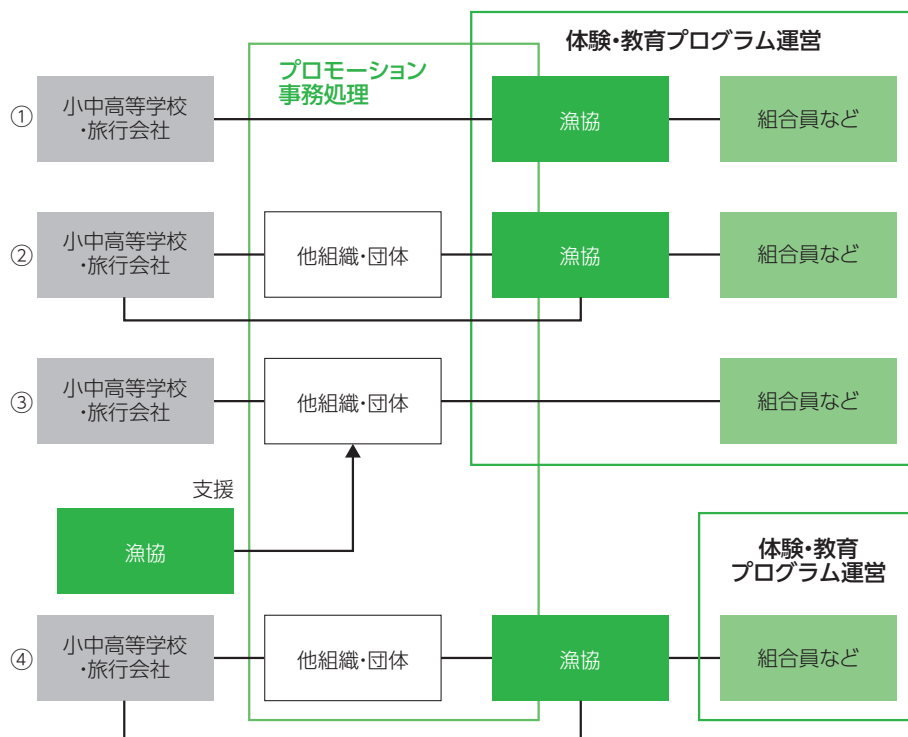 体験・教育プログラム運営
プロモーション
事務処理
①
小中高等学校
・旅行会社
漁協
組合員など
②
小中高等学校
・旅行会社
他組織・団体
漁協
組合員など
③
小中高等学校
・旅行会社
他組織・団体
組合員など
支援
漁協
体験・教育
プログラム運営
④
小中高等学校
・旅行会社
他組織・団体
漁協
組合員など